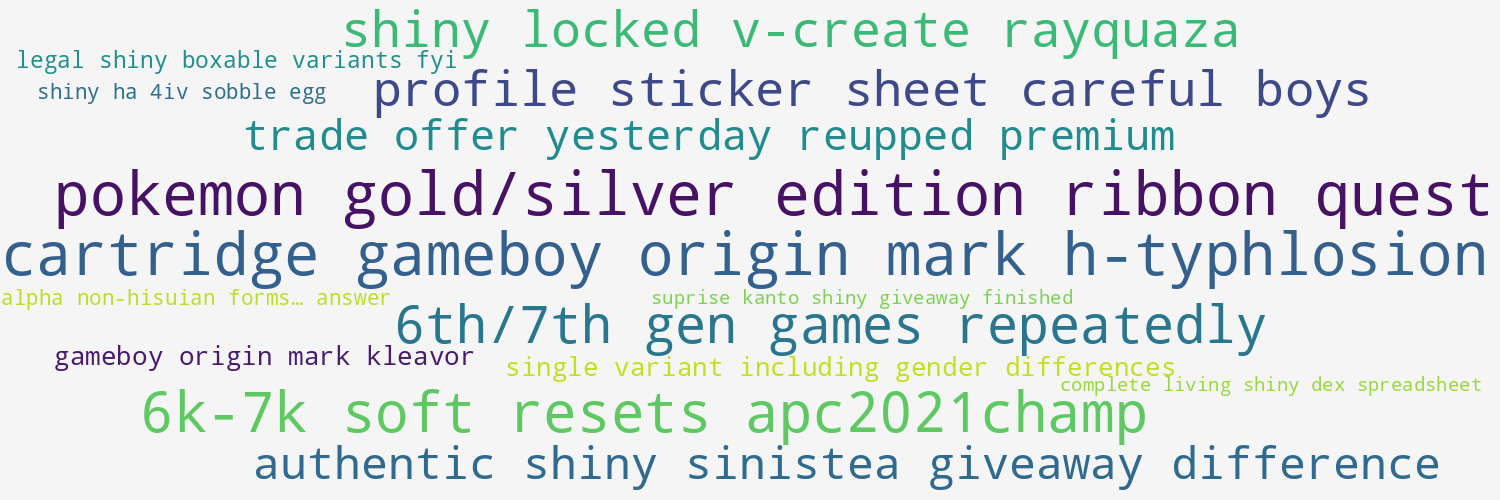 shiny locked v-create rayquaza
legal shiny boxable variants fyi
profile sticker sheet careful boys
shiny ha 4iv sobble egg
trade offer yesterday reupped premium
pokemon gold/silver edition ribbon quest
cartridge gameboy origin mark h-typhlosion
alpha non-hisuian forms… answer
suprise kanto shiny giveaway finished
6th/7th gen games repeatedly
gameboy origin mark kleavor
single variant including gender differences
complete living shiny dex spreadsheet
6k-7k soft resets apc2021champ
authentic shiny sinistea giveaway difference